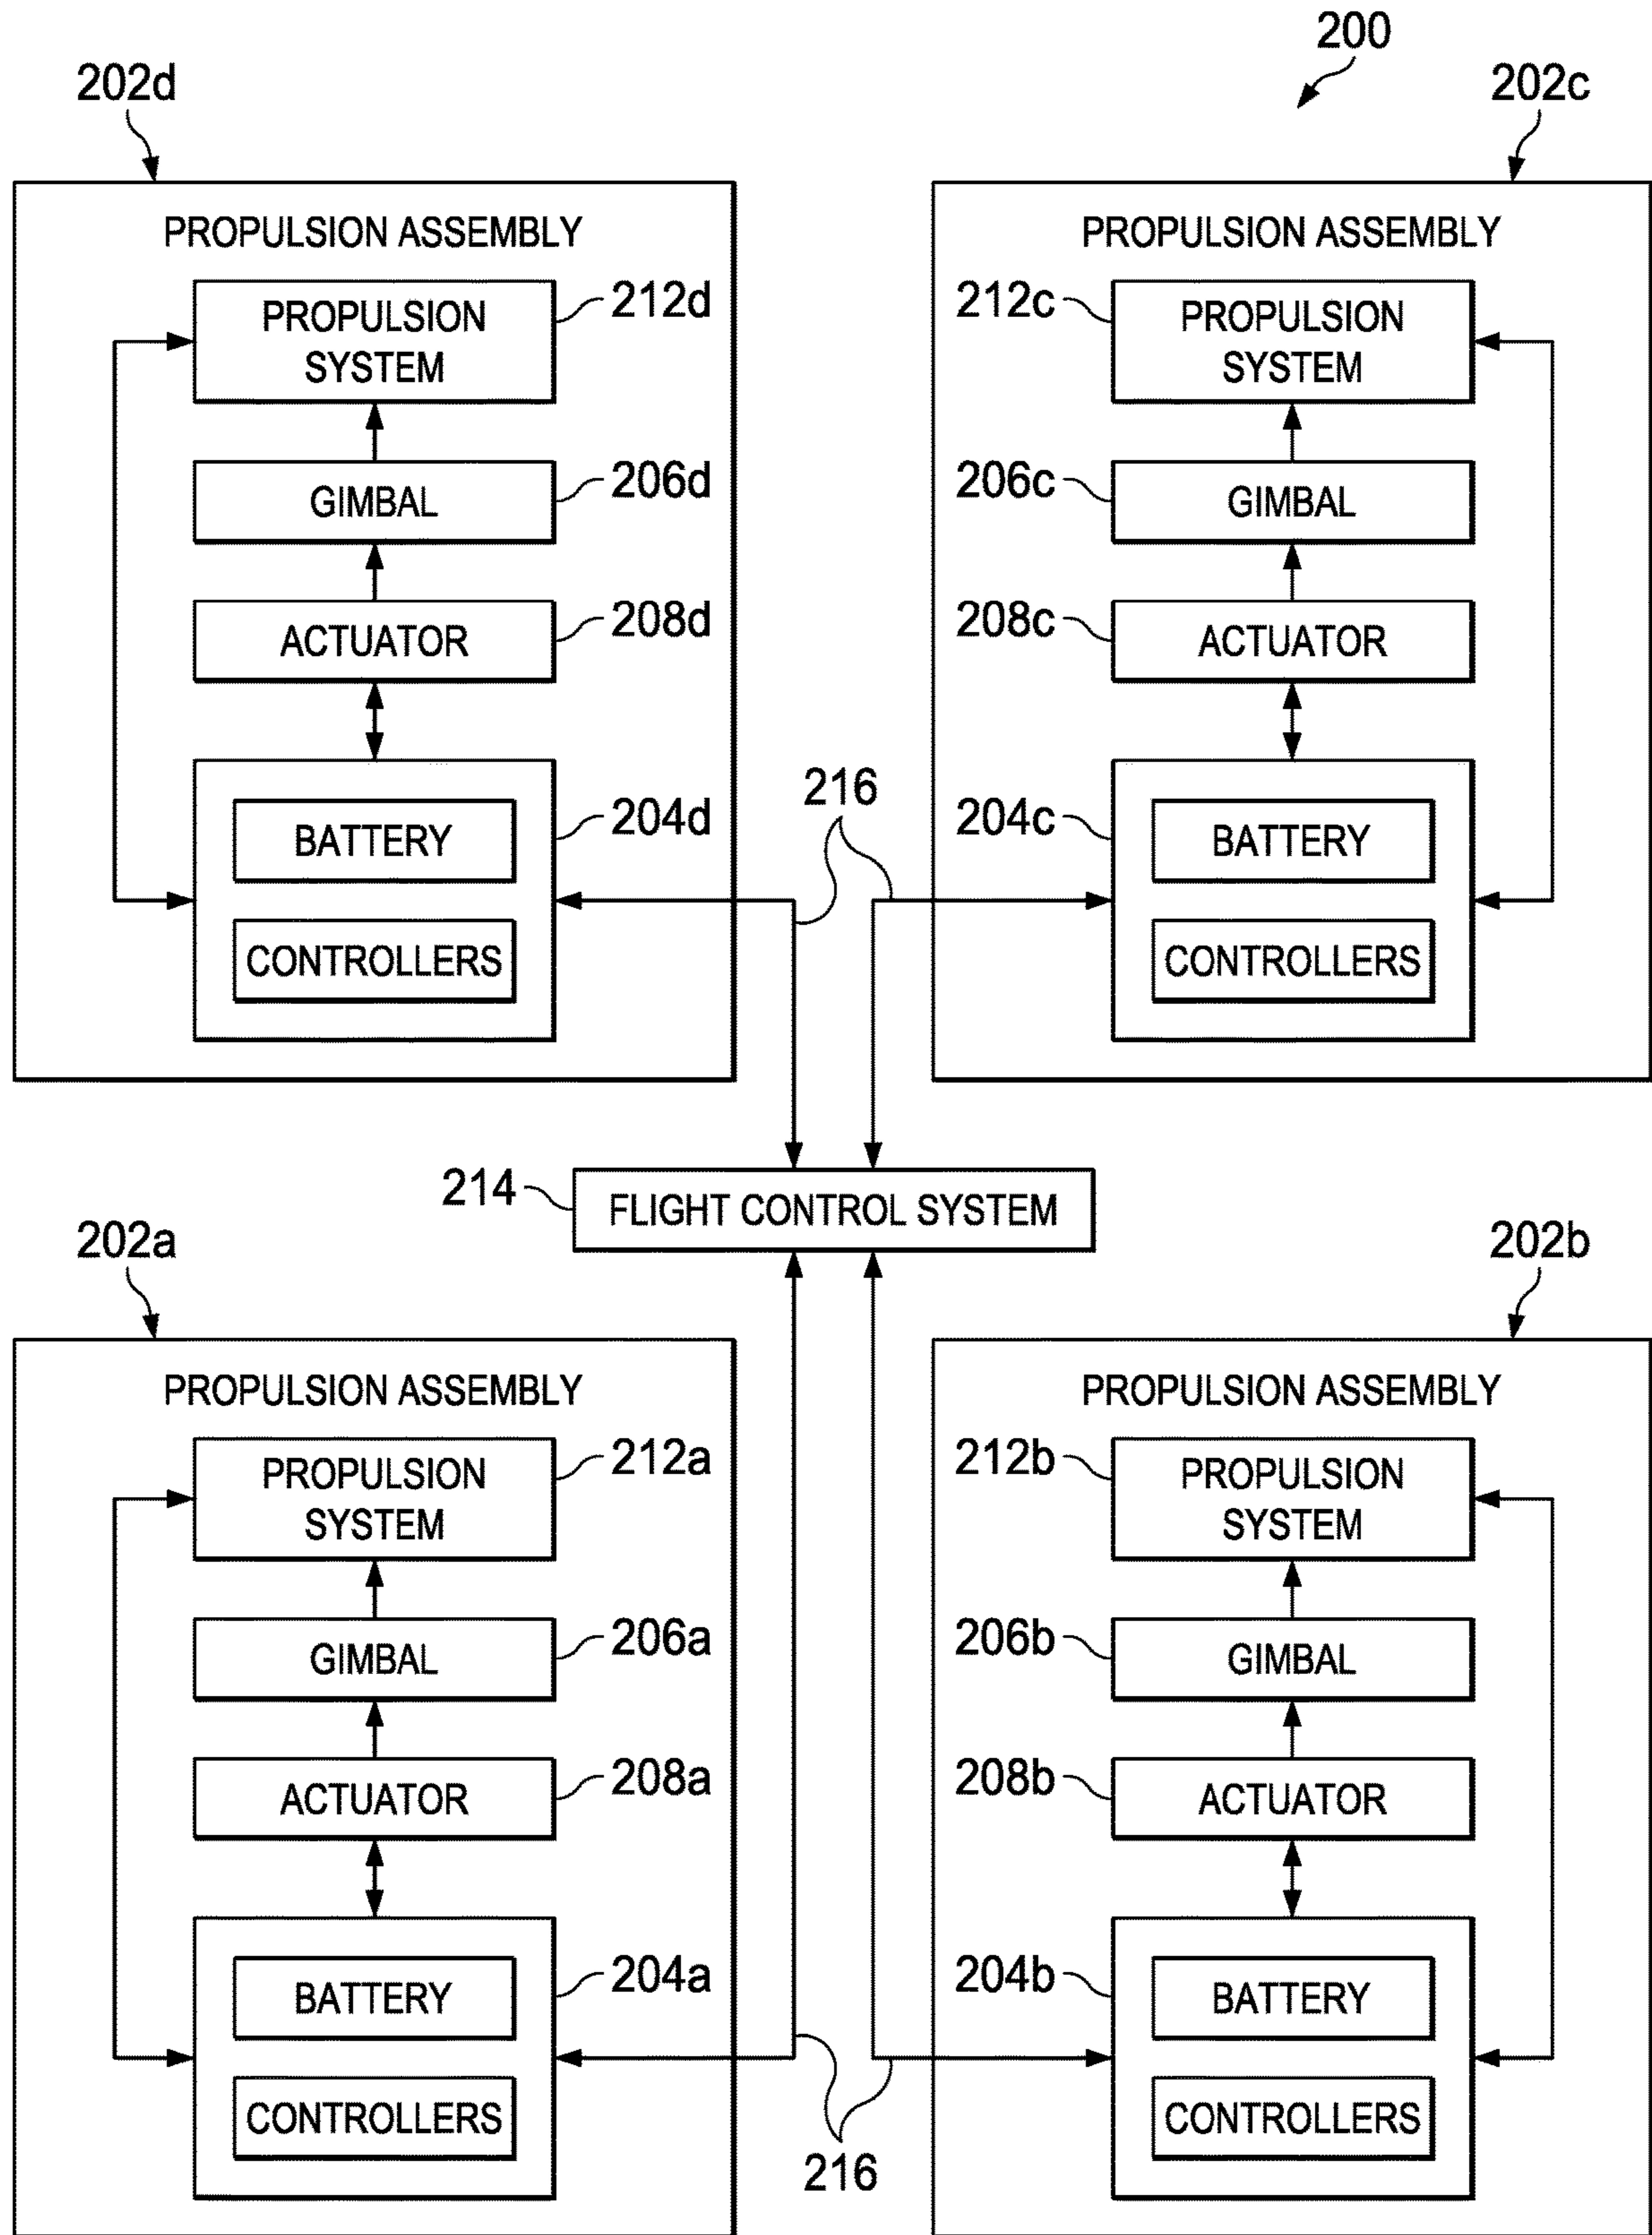 200
202d
202c
PROPULSION ASSEMBLY
PROPULSION
SYSTEM
212d
GIMBAL
206d
ACTUATOR
208d
BATTERY
204d
CONTROLLERS
PROPULSION ASSEMBLY
212c
PROPULSION
SYSTEM
206c
GIMBAL
208c
ACTUATOR
216
204c
BATTERY
CONTROLLERS
214
FLIGHT CONTROL SYSTEM
202a
202b
PROPULSION ASSEMBLY
PROPULSION
SYSTEM
212a
GIMBAL
206a
ACTUATOR
208a
BATTERY
204a
CONTROLLERS
PROPULSION ASSEMBLY
212b
PROPULSION
SYSTEM
206b
GIMBAL
208b
ACTUATOR
204b
BATTERY
CONTROLLERS
216